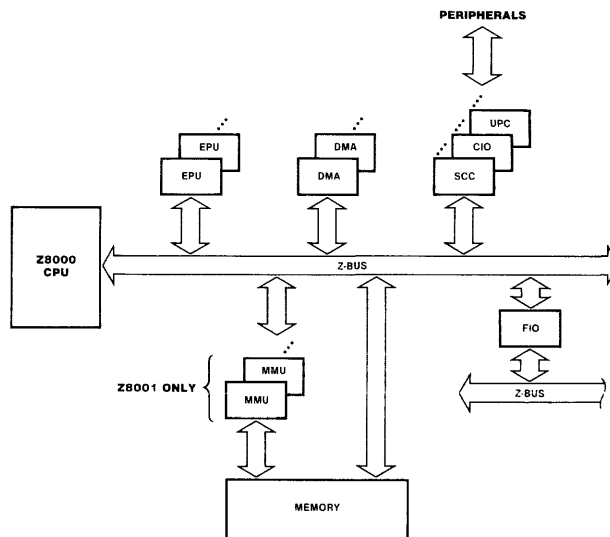 PERIPHERALS
UPC
EPU
DMA
CIO
EPU
DMA
SCC
Z8000
CPU
Z-BUS
FIO
MMU
Z8001 ONLY
MMU
Z-BUS
MEMORY